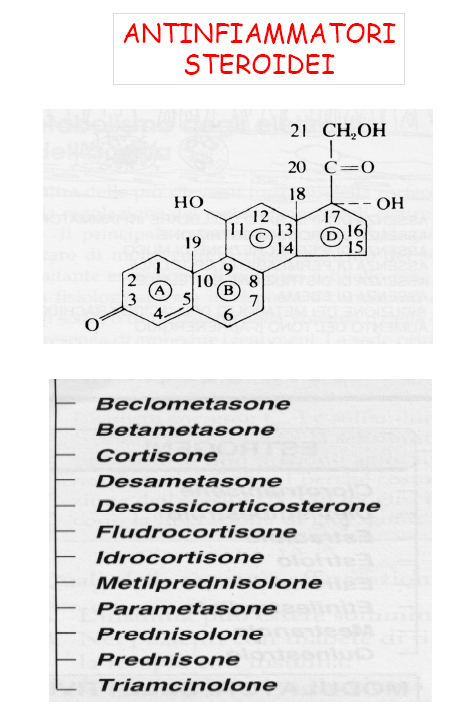 ANTINFIAMMATORI
STEROIDEI
21 CH₂OH
20 C=O
18
HO 12 17 OH
11 C 13 D 16
19 14 15
1 9
2 10 8
A B
3 5 7
O 4 6
Beclometasone
Betametasone
Cortisone
Desametasone
Desossicorticosterone
Fludrocortisone
Idrocortisone
Metilprednisolone
Parametasone
Prednisolone
Prednisone
Triamcinolone